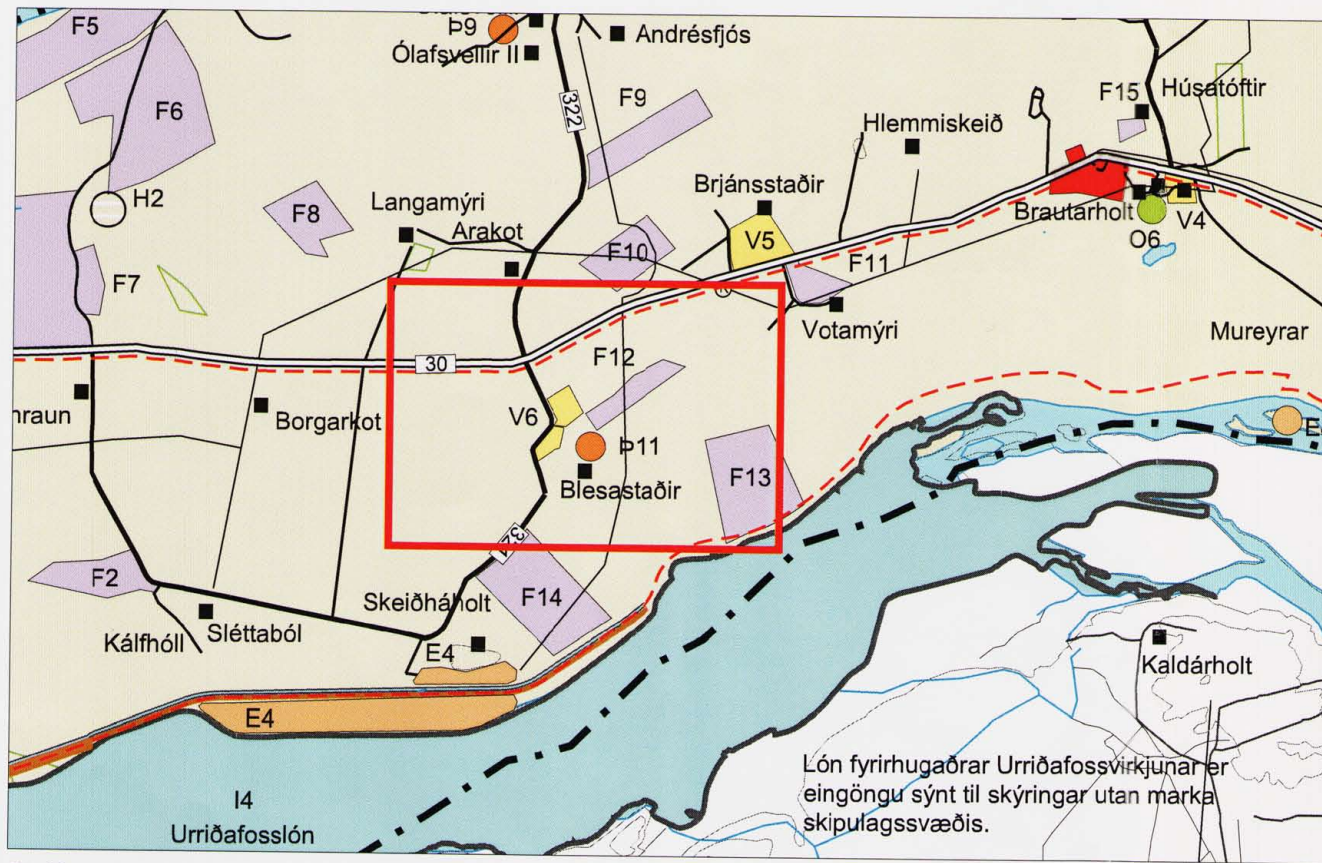 F5
Þ9
Ólafsvellir II
Andrésfjós
F6
322
F9
F15
Húsatóftir
Hlemmiskeið
H2
F8
Langamýri
Arakot
Brjánsstaðir
Brautarholt
V4
O6
F10
V5
F11
F7
Votamýri
Mureyrar
30
F12
hraun
Borgarkot
V6
Þ11
Blesastaðir
F13
F2
Skeiðháholt
F14
Kálfhóll
Sléttaból
E4
Kaldárholt
E4
Lón fyrirhugaðrar Urriðafossvirkjunar er
eingöngu sýnt til skýringar utan marka
skipulagssvæðis.
I4
Urriðafosslón